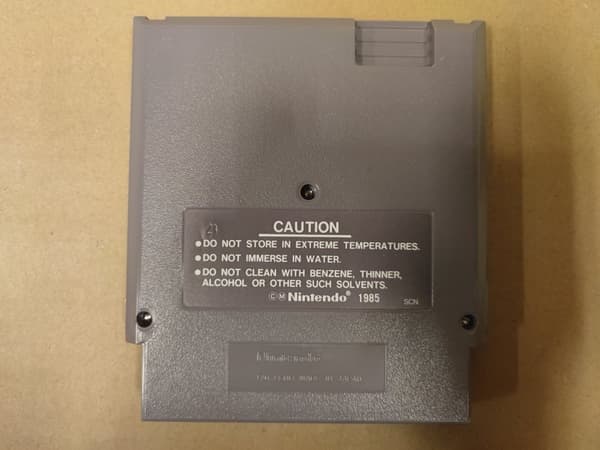 CAUTION
●DO NOT STORE IN EXTREME TEMPERATURES.
●DO NOT IMMERSE IN WATER.
●DO NOT CLEAN WITH BENZENE, THINNER,
ALCOHOL OR OTHER SUCH SOLVENTS.
©Ⓜ Nintendo® 1985
SCN
Nintendo